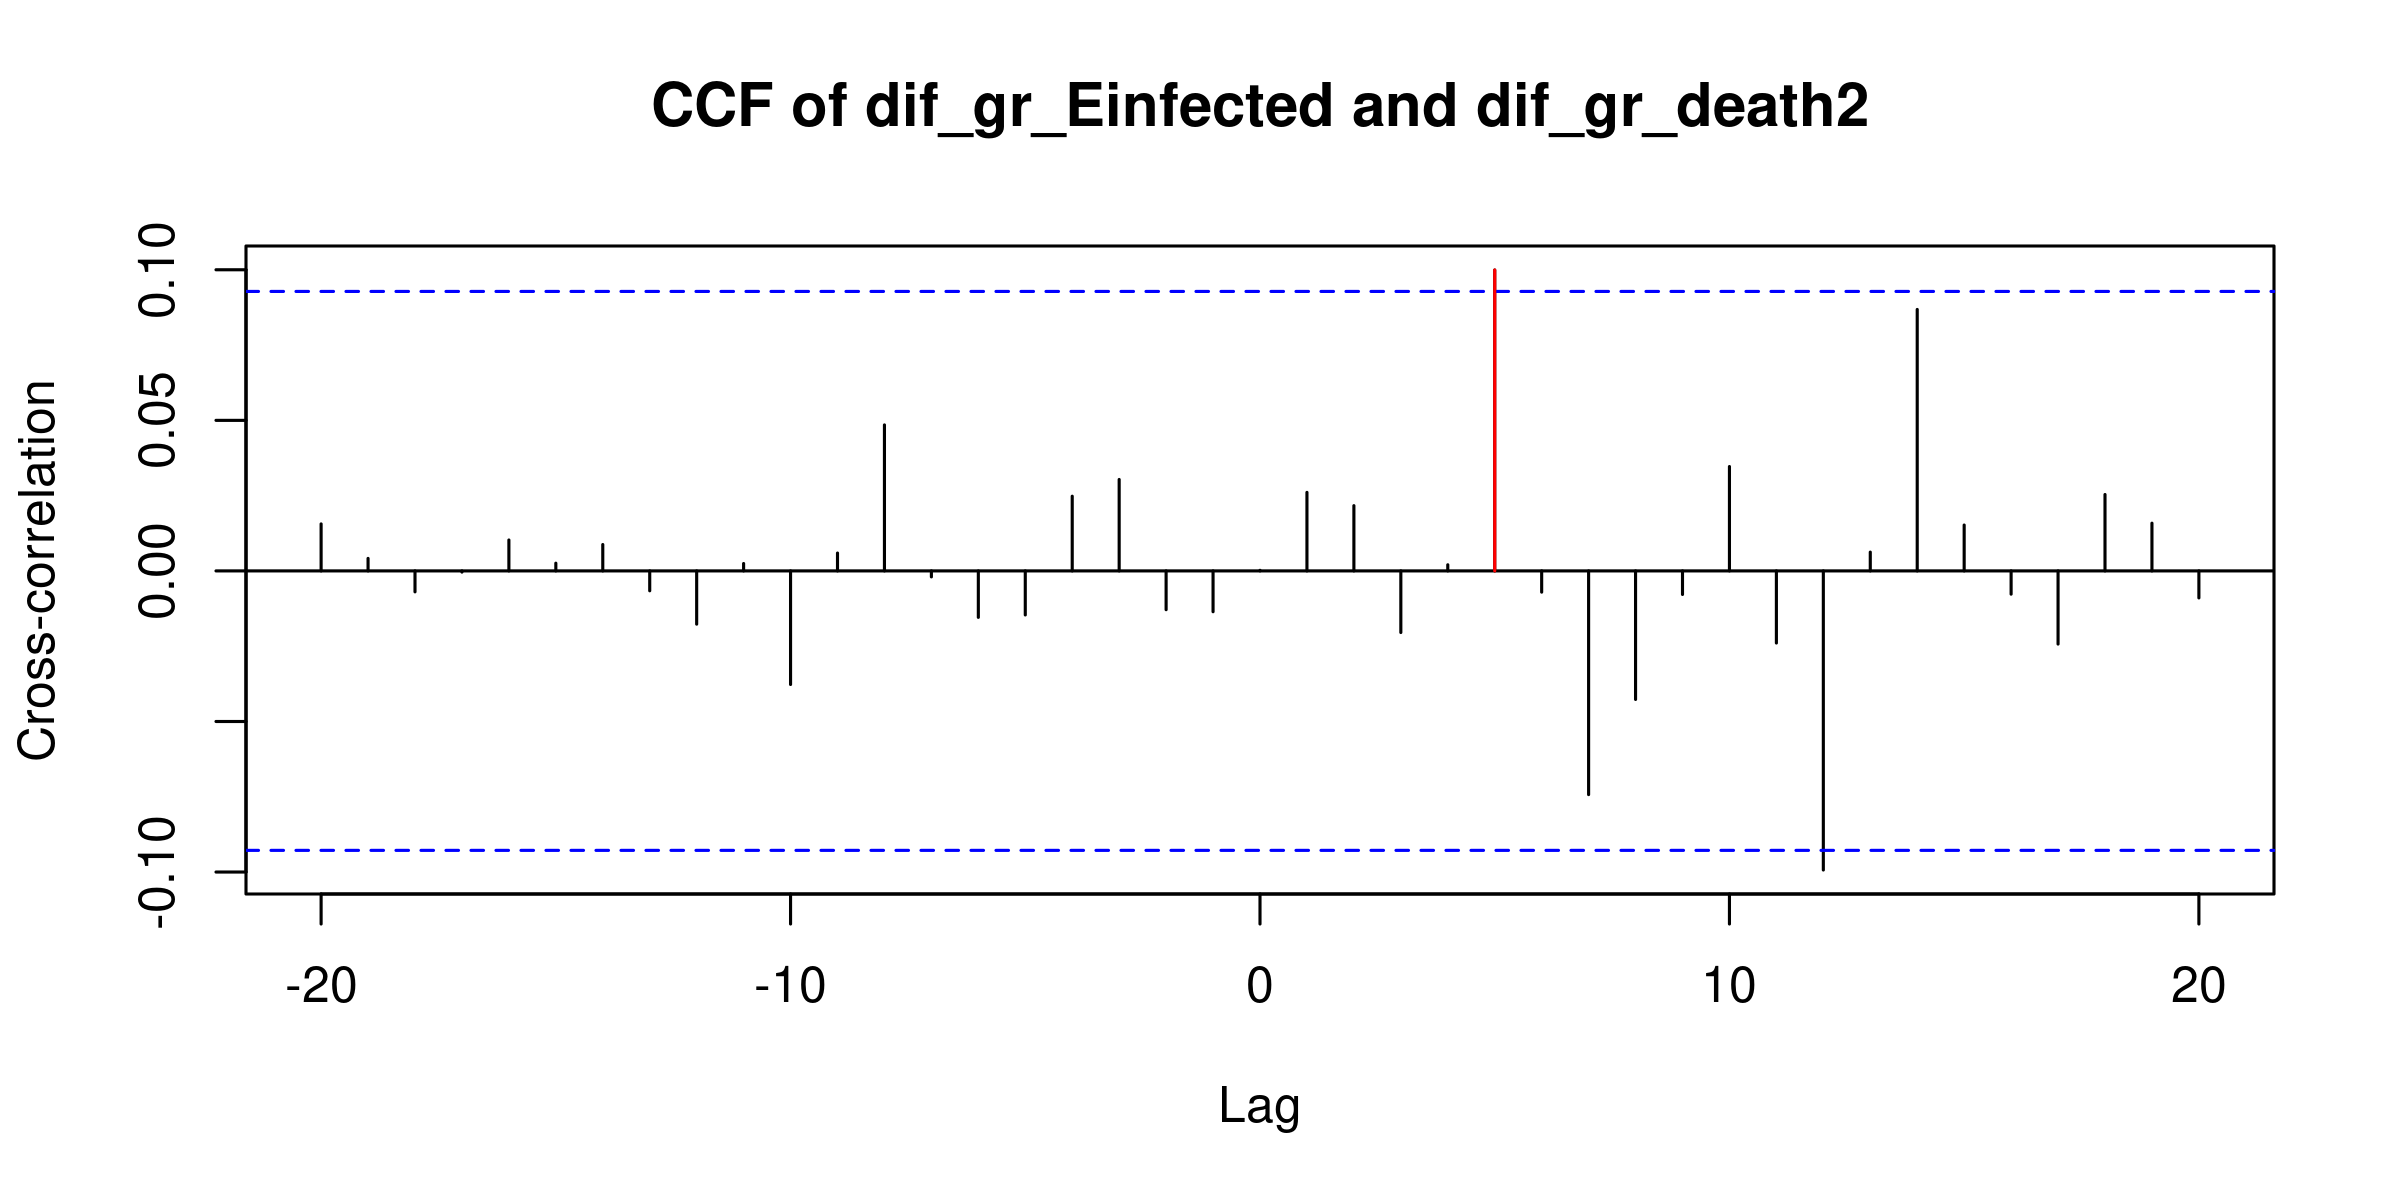 CCF of dif_gr_Einfected and dif_gr_death2
Cross-correlation
0.10
0.05
0.00
-0.10
-20 -10 0 10 20
Lag